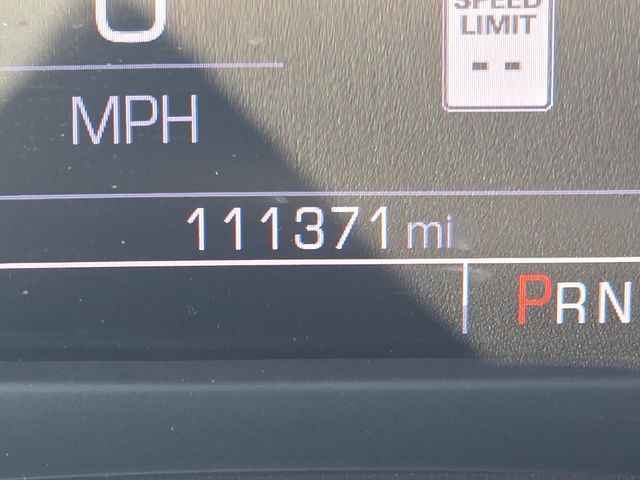 0
SPEED
LIMIT
--
MPH
111371 mi
PRN